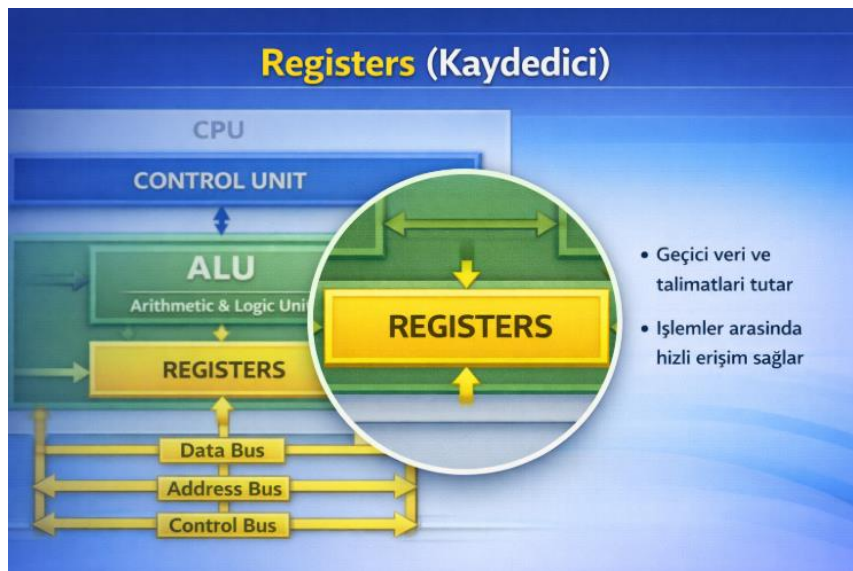 Registers (Kaydedici)
CPU
CONTROL UNIT
ALU
Arithmetic & Logic Unit
REGISTERS
Data Bus
Address Bus
Control Bus
REGISTERS
• Geçici veri ve
talimatlari tutar
• Işlemler arasinda
hizli erişim sağlar